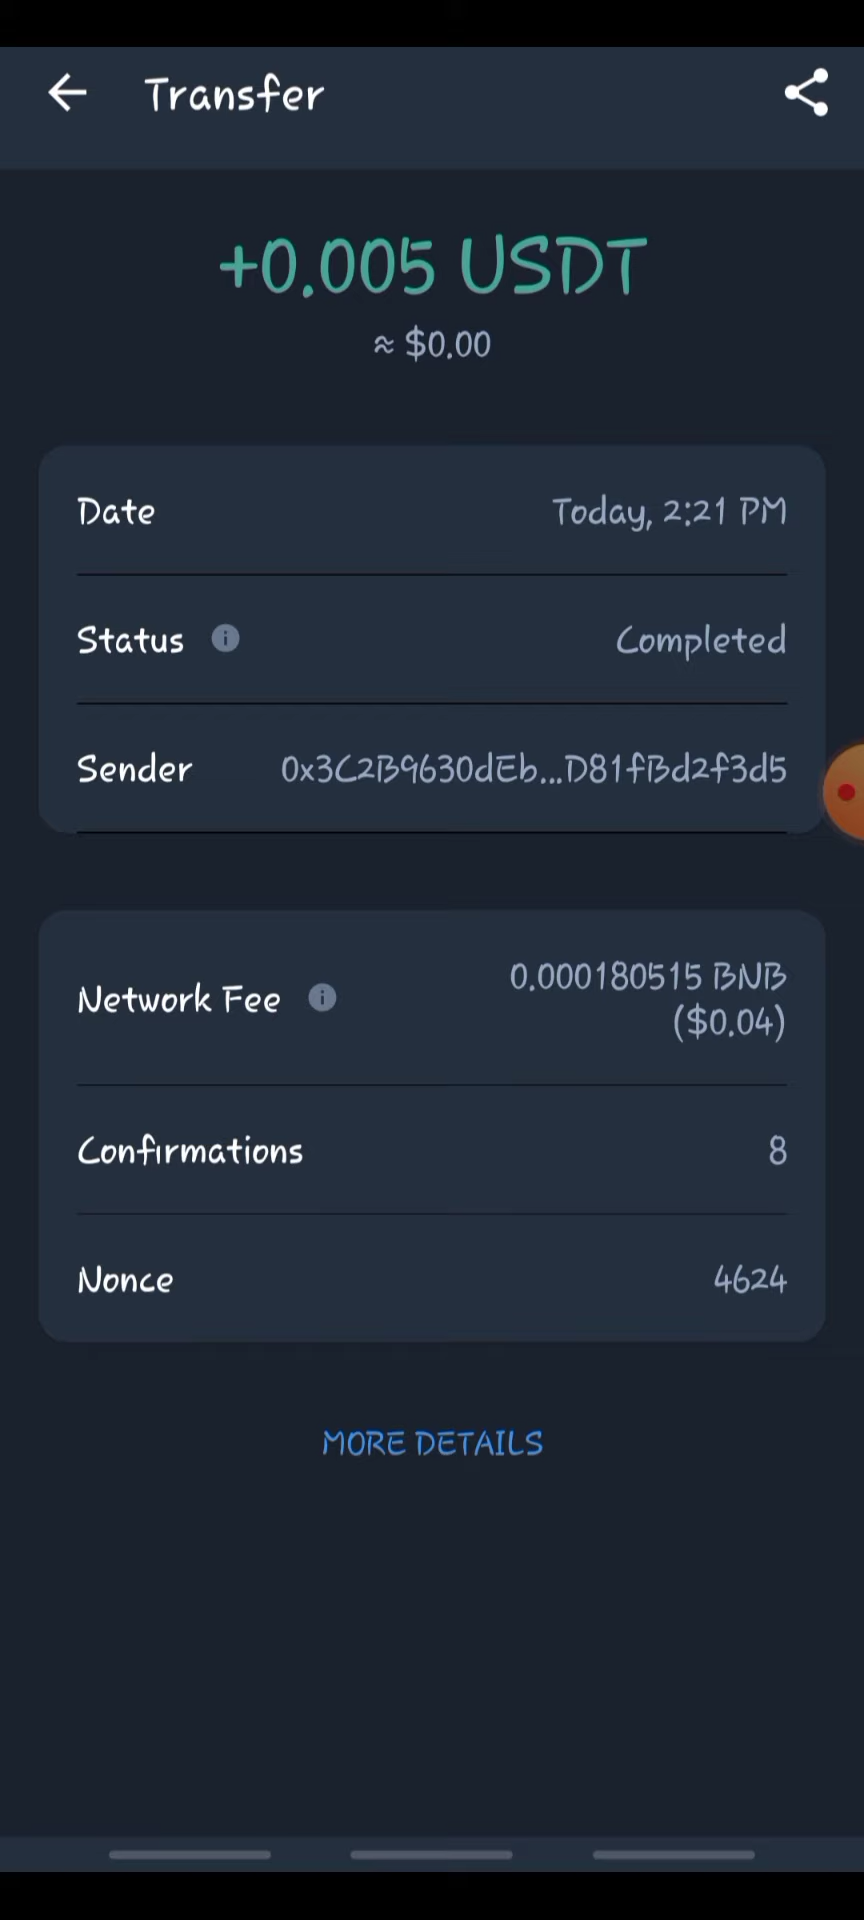 Transfer
+0.005 USDT
≈ $0.00
Date Today, 2:21 PM
Status Completed
Sender 0x3C2B9630dEb...D81fBd2f3d5
Network Fee 0.000180515 BNB
($0.04)
Confirmations 8
Nonce 4624
MORE DETAILS